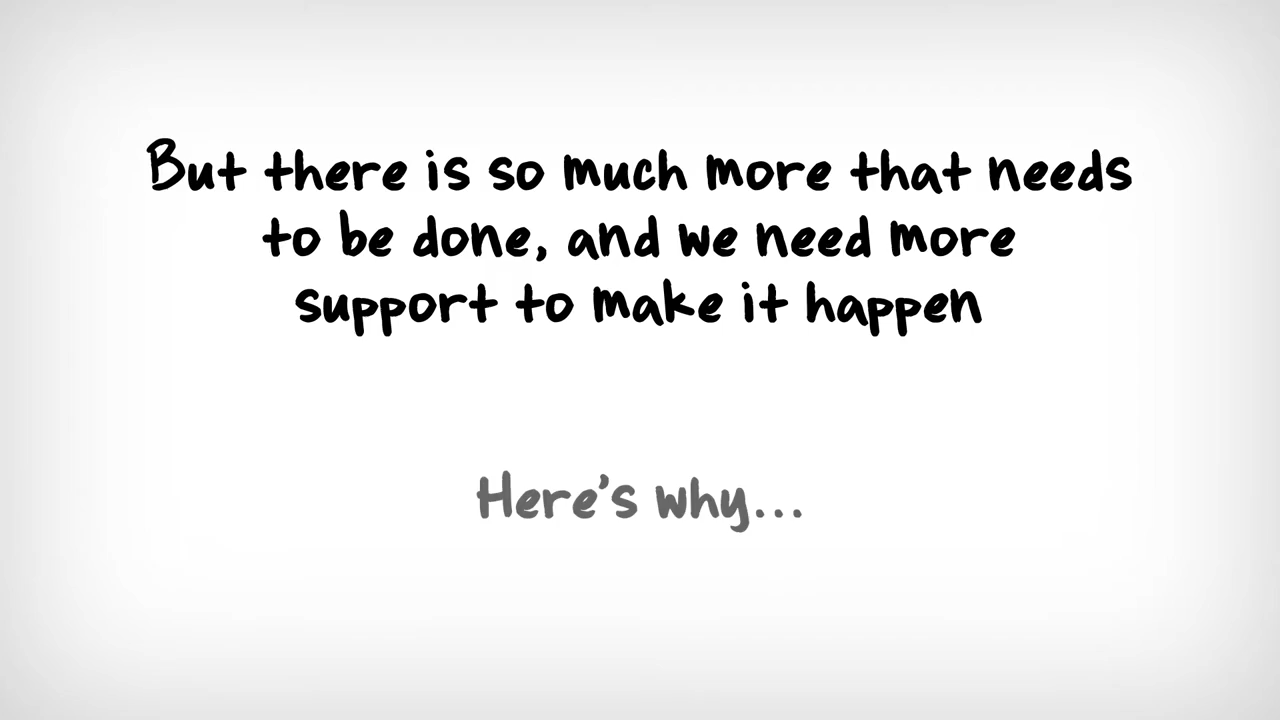 But there is so much more that needs
to be done, and we need more
support to make it happen
Here's why...